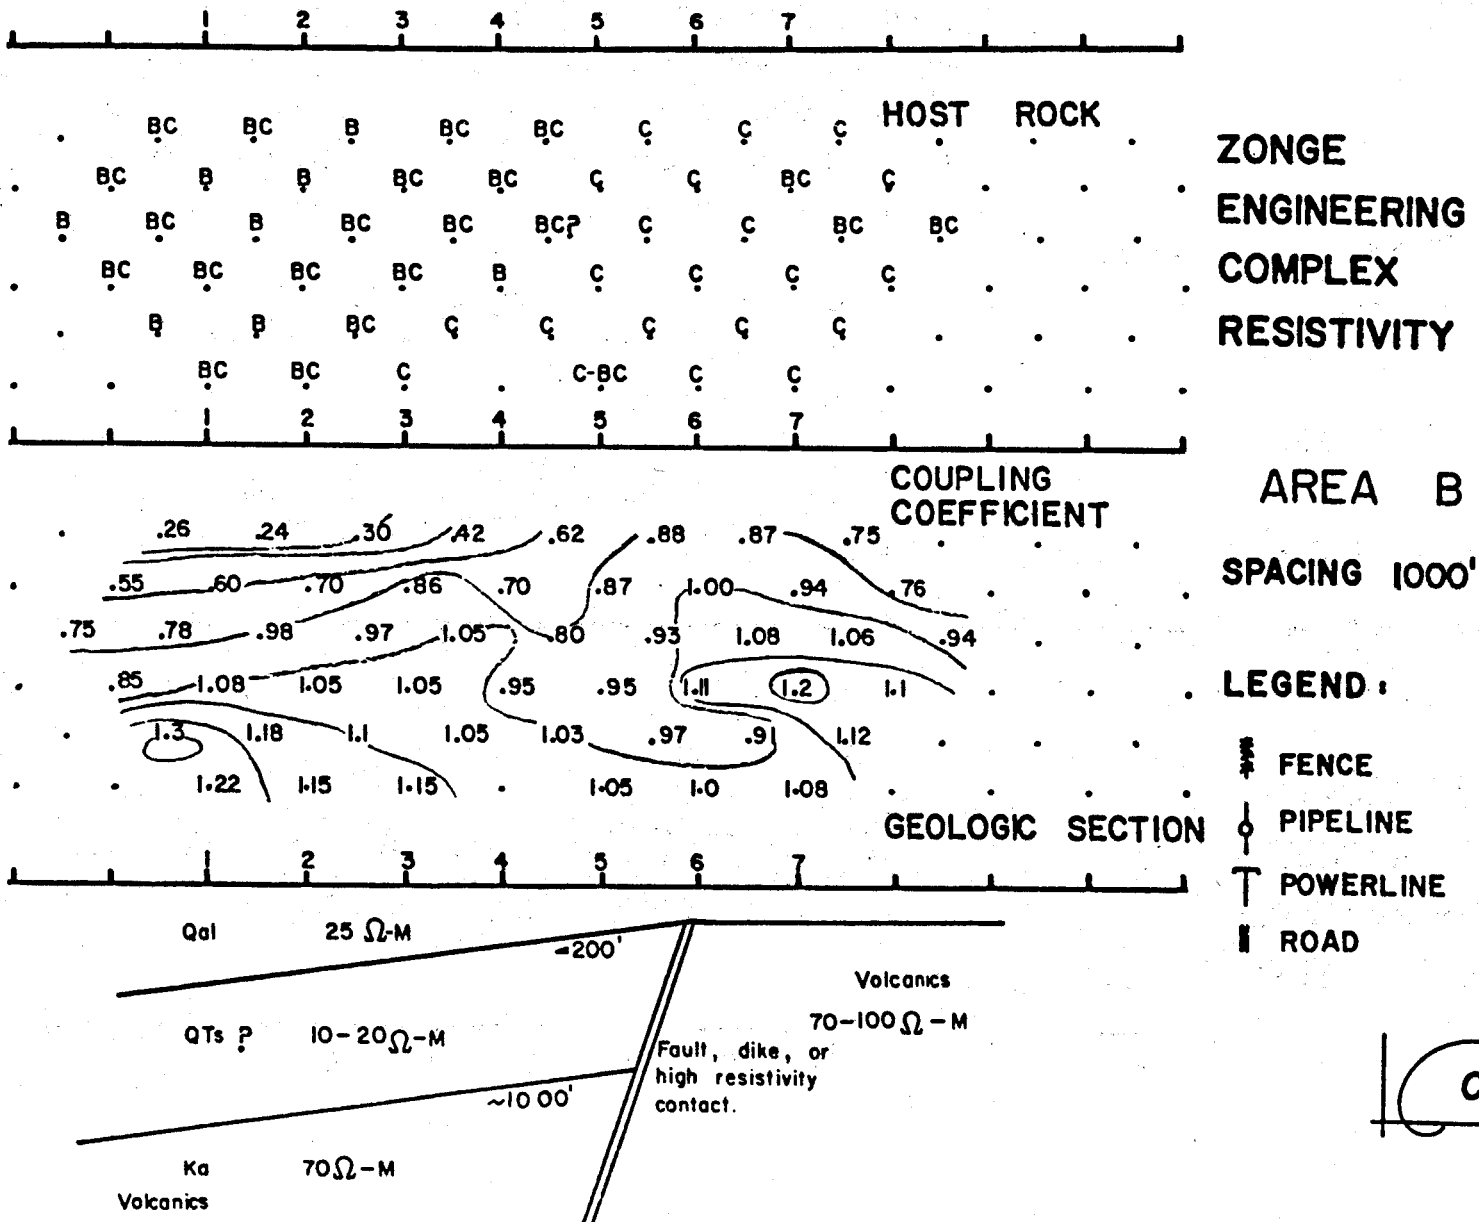 1 2 3 4 5 6 7
HOST ROCK
BC BC B BC BC C C C
BC B B BC BC C C BC C
B BC B BC BC BC? C C BC BC
BC BC BC BC B C C C C
B B BC C C C C C
BC BC C C-BC C C
ZONGE
ENGINEERING
COMPLEX
RESISTIVITY
1 2 3 4 5 6 7
COUPLING
COEFFICIENT
.26 .24 .30 .42 .62 .88 .87 .75
.55 .60 .70 .86 .70 .87 1.00 .94 .76
.75 .78 .98 .97 1.05 .80 .93 1.08 1.06 .94
.85 1.08 1.05 1.05 .95 .95 1.11 1.2 1.1
1.3 1.18 1.1 1.05 1.03 .97 .91 1.12
1.22 1.15 1.15 1.05 1.0 1.08
AREA B
SPACING 1000'
LEGEND:
FENCE
PIPELINE
POWERLINE
ROAD
GEOLOGIC SECTION
1 2 3 4 5 6 7
Qal 25 Ω-M
~200'
Volcanics
70-100 Ω-M
QTs ? 10-20 Ω-M
Fault, dike, or
high resistivity
contact.
~1000'
Ka 70 Ω-M
Volcanics